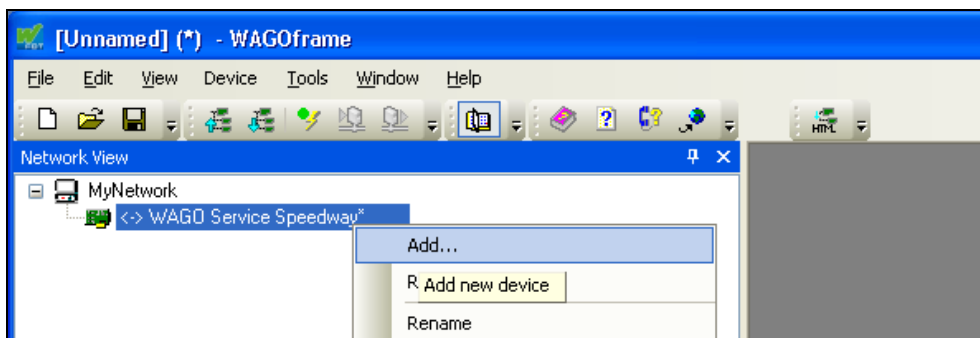 [Unnamed] (*) - WAGOframe
File Edit View Device Tools Window Help
HTML
Network View
MyNetwork
<-> WAGO Service Speedway*
Add...
R
Add new device
Rename